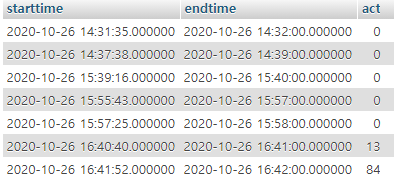 starttime endtime act
2020-10-26 14:31:35.000000 2020-10-26 14:32:00.000000 0
2020-10-26 14:37:38.000000 2020-10-26 14:39:00.000000 0
2020-10-26 15:39:16.000000 2020-10-26 15:40:00.000000 0
2020-10-26 15:55:43.000000 2020-10-26 15:57:00.000000 0
2020-10-26 15:57:25.000000 2020-10-26 15:58:00.000000 0
2020-10-26 16:40:40.000000 2020-10-26 16:41:00.000000 13
2020-10-26 16:41:52.000000 2020-10-26 16:42:00.000000 84